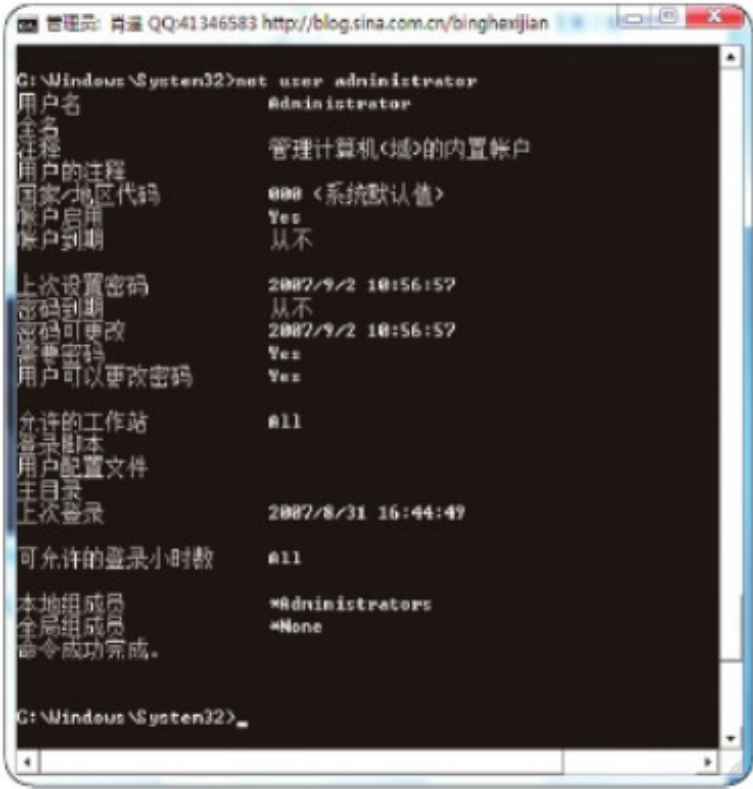 管理员: 肖遥 QQ:41346583 http://blog.sina.com.cn/binghexijian
G:\Windows\System32>net user administrator
用户名 Administrator
全名
注释 管理计算机(域)的内置帐户
用户的注释
国家/地区代码 000 (系统默认值)
帐户启用 Yes
帐户到期 从不
上次设置密码 2007/9/2 10:56:57
密码到期 从不
密码可更改 2007/9/2 10:56:57
需要密码 Yes
用户可以更改密码 Yes
允许的工作站 All
登录脚本
用户配置文件
主目录
上次登录 2007/8/31 16:44:49
可允许的登录小时数 All
本地组成员 *Administrators
全局组成员 *None
命令成功完成。
G:\Windows\System32>_